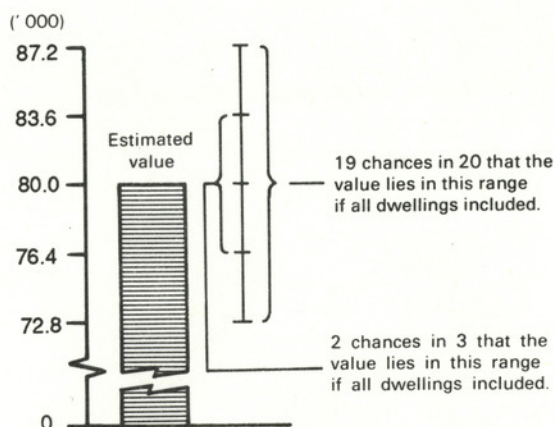 (' 000)
87.2
83.6
Estimated
value
80.0
76.4
72.8
0
19 chances in 20 that the
value lies in this range
if all dwellings included.
2 chances in 3 that the
value lies in this range
if all dwellings included.